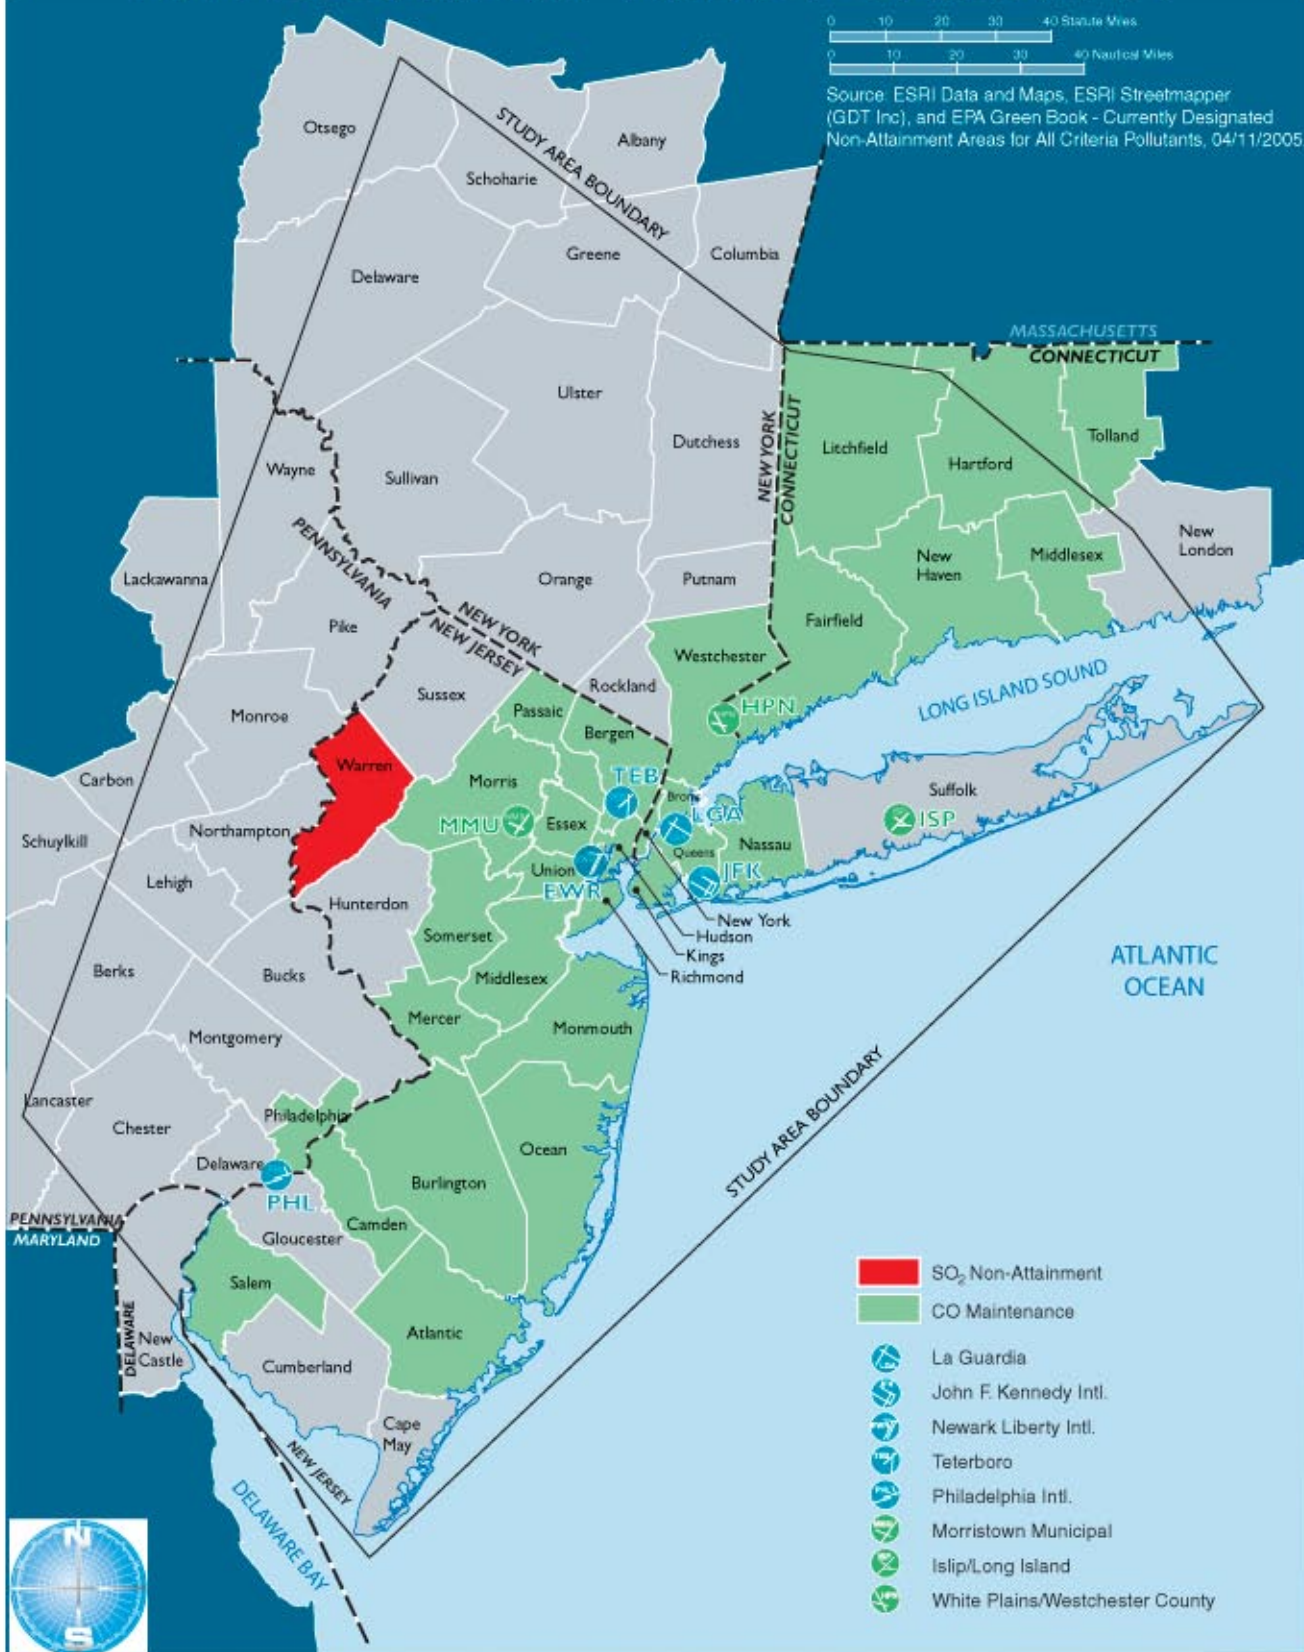 0 10 20 30 40 Statute Miles
0 10 20 30 40 Nautical Miles
Source: ESRI Data and Maps, ESRI Streetmapper
(GDT Inc), and EPA Green Book - Currently Designated
Non-Attainment Areas for All Criteria Pollutants, 04/11/2005
Otsego
STUDY AREA BOUNDARY
Albany
Schoharie
Greene
Columbia
Delaware
MASSACHUSETTS
CONNECTICUT
Ulster
NEW YORK
CONNECTICUT
Dutchess
Litchfield
Hartford
Tolland
Wayne
Sullivan
PENNSYLVANIA
New
London
New
Haven
Middlesex
Lackawanna
Orange
Putnam
Pike
NEW YORK
NEW JERSEY
Fairfield
Westchester
Sussex
Rockland
LONG ISLAND SOUND
Monroe
Passaic
Bergen
HPN
Warren
Carbon
Morris
TEB
Suffolk
LGA
ISP
Northampton
MMU
Essex
Schuylkill
Nassau
Queens
Union
JFK
Lehigh
EWR
Hunterdon
New York
Hudson
Kings
Richmond
Somerset
ATLANTIC
OCEAN
Berks
Bucks
Middlesex
Mercer
Monmouth
Montgomery
STUDY AREA BOUNDARY
Lancaster
Philadelphia
Chester
Ocean
Delaware
Burlington
PHL
PENNSYLVANIA
MARYLAND
Camden
Gloucester
Salem
SO2 Non-Attainment
CO Maintenance
DELAWARE
New
Castle
Atlantic
Cumberland
La Guardia
John F. Kennedy Intl.
Cape
May
Newark Liberty Intl.
NEW JERSEY
Teterboro
DELAWARE BAY
Philadelphia Intl.
Morristown Municipal
Islip/Long Island
White Plains/Westchester County
N
S